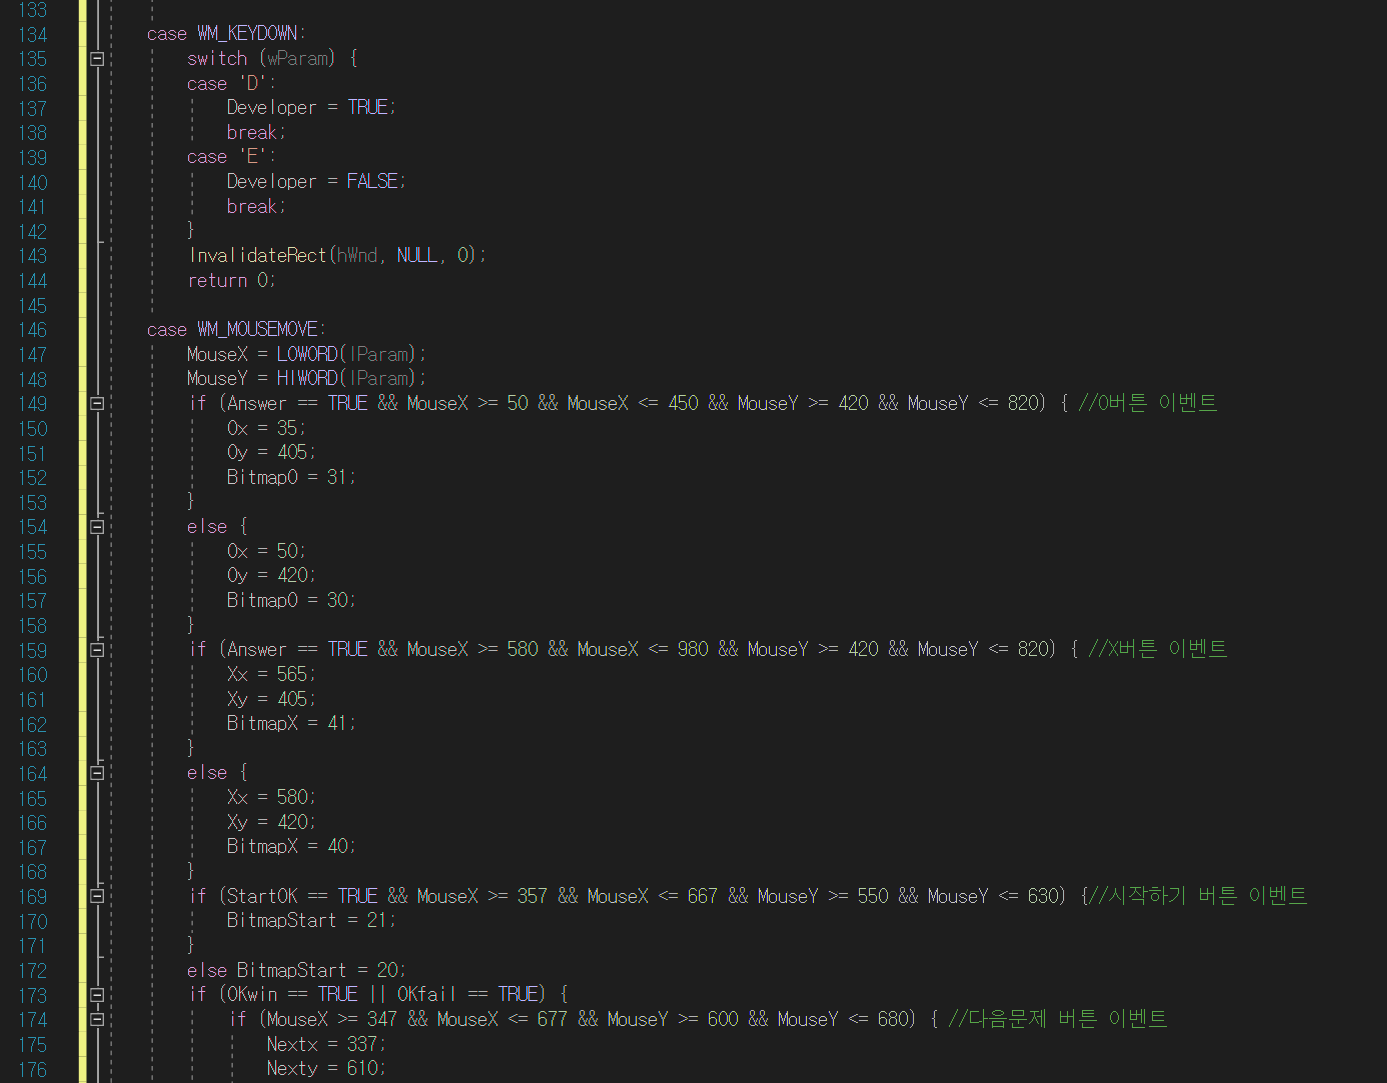 133
134 case WM_KEYDOWN:
135 switch (wParam) {
136 case 'D':
137 Developer = TRUE;
138 break;
139 case 'E':
140 Developer = FALSE;
141 break;
142 }
143 InvalidateRect(hWnd, NULL, 0);
144 return 0;
145
146 case WM_MOUSEMOVE:
147 MouseX = LOWORD(lParam);
148 MouseY = HIWORD(lParam);
149 if (Answer == TRUE && MouseX >= 50 && MouseX <= 450 && MouseY >= 420 && MouseY <= 820) { //O버튼 이벤트
150 Ox = 35;
151 Oy = 405;
152 BitmapO = 31;
153 }
154 else {
155 Ox = 50;
156 Oy = 420;
157 BitmapO = 30;
158 }
159 if (Answer == TRUE && MouseX >= 580 && MouseX <= 980 && MouseY >= 420 && MouseY <= 820) { //X버튼 이벤트
160 Xx = 565;
161 Xy = 405;
162 BitmapX = 41;
163 }
164 else {
165 Xx = 580;
166 Xy = 420;
167 BitmapX = 40;
168 }
169 if (StartOK == TRUE && MouseX >= 357 && MouseX <= 667 && MouseY >= 550 && MouseY <= 630) {//시작하기 버튼 이벤트
170 BitmapStart = 21;
171 }
172 else BitmapStart = 20;
173 if (OKwin == TRUE || OKfail == TRUE) {
174 if (MouseX >= 347 && MouseX <= 677 && MouseY >= 600 && MouseY <= 680) { //다음문제 버튼 이벤트
175 Nextx = 337;
176 Nexty = 610;